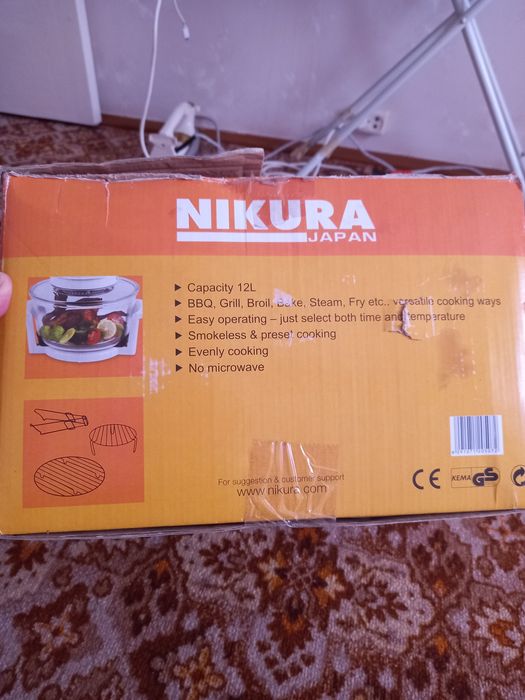 NIKURA
JAPAN
▶ Capacity 12L
▶ BBQ, Grill, Broil, Bake, Steam, Fry etc.. versatile cooking ways
▶ Easy operating – just select both time and temperature
▶ Smokeless & preset cooking
▶ Evenly cooking
▶ No microwave
For suggestion & customer support
www.nikura.com
CE KEMA GS